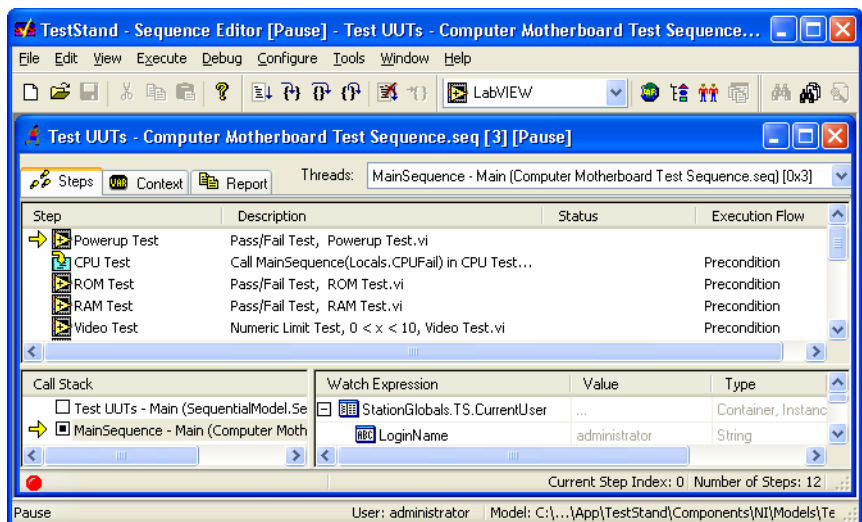 TestStand - Sequence Editor [Pause] - Test UUTs - Computer Motherboard Test Sequence...
File Edit View Execute Debug Configure Tools Window Help
LabVIEW
Test UUTs - Computer Motherboard Test Sequence.seq [3] [Pause]
Steps VAR Context Report Threads: MainSequence - Main (Computer Motherboard Test Sequence.seq) [0x3]
Step Description Status Execution Flow
Powerup Test Pass/Fail Test, Powerup Test.vi
CPU Test Call MainSequence(Locals.CPUFail) in CPU Test... Precondition
ROM Test Pass/Fail Test, ROM Test.vi Precondition
RAM Test Pass/Fail Test, RAM Test.vi Precondition
Video Test Numeric Limit Test, 0 < x < 10, Video Test.vi Precondition
Call Stack Watch Expression Value Type
Test UUTs - Main (SequentialModel.Se StationGlobals.TS.CurrentUser ... Container, Instanc
MainSequence - Main (Computer Moth ABC LoginName administrator String
Current Step Index: 0 Number of Steps: 12
Pause User: administrator Model: C:\...\App\TestStand\Components\NI\Models\Te